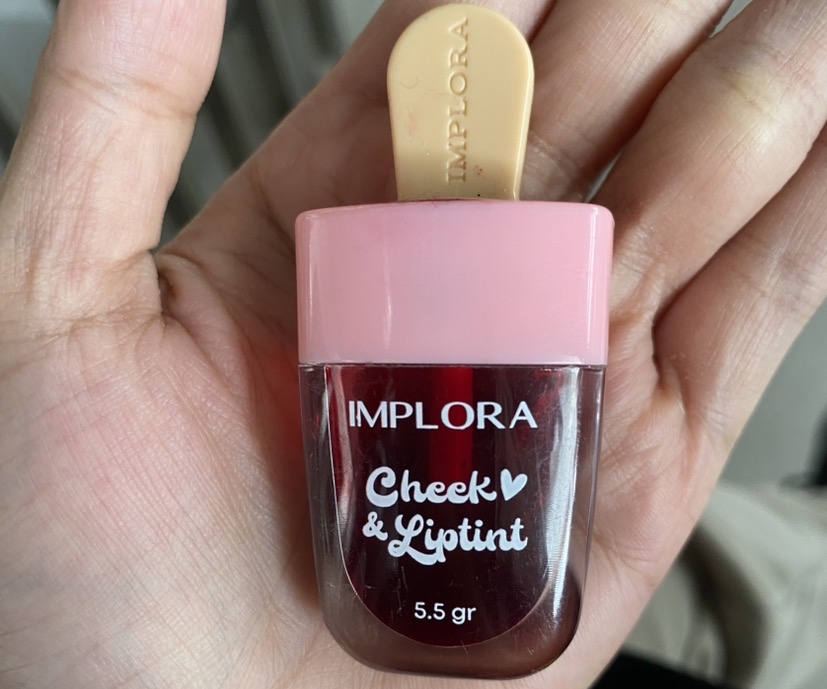 IMPLORA
IMPLORA
Cheek
& Liptint
5.5 gr